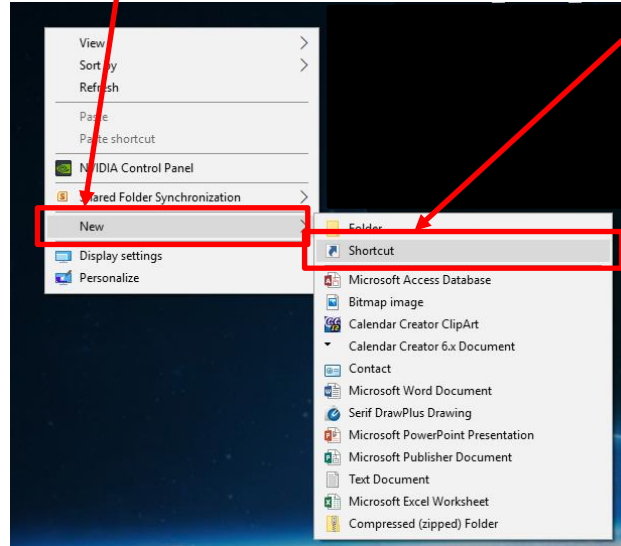 View
Sort by
Refresh
Paste
Paste shortcut
NVIDIA Control Panel
Shared Folder Synchronization
New
Display settings
Personalize
Folder
Shortcut
Microsoft Access Database
Bitmap image
Calendar Creator ClipArt
Calendar Creator 6.x Document
Contact
Microsoft Word Document
Serif DrawPlus Drawing
Microsoft PowerPoint Presentation
Microsoft Publisher Document
Text Document
Microsoft Excel Worksheet
Compressed (zipped) Folder